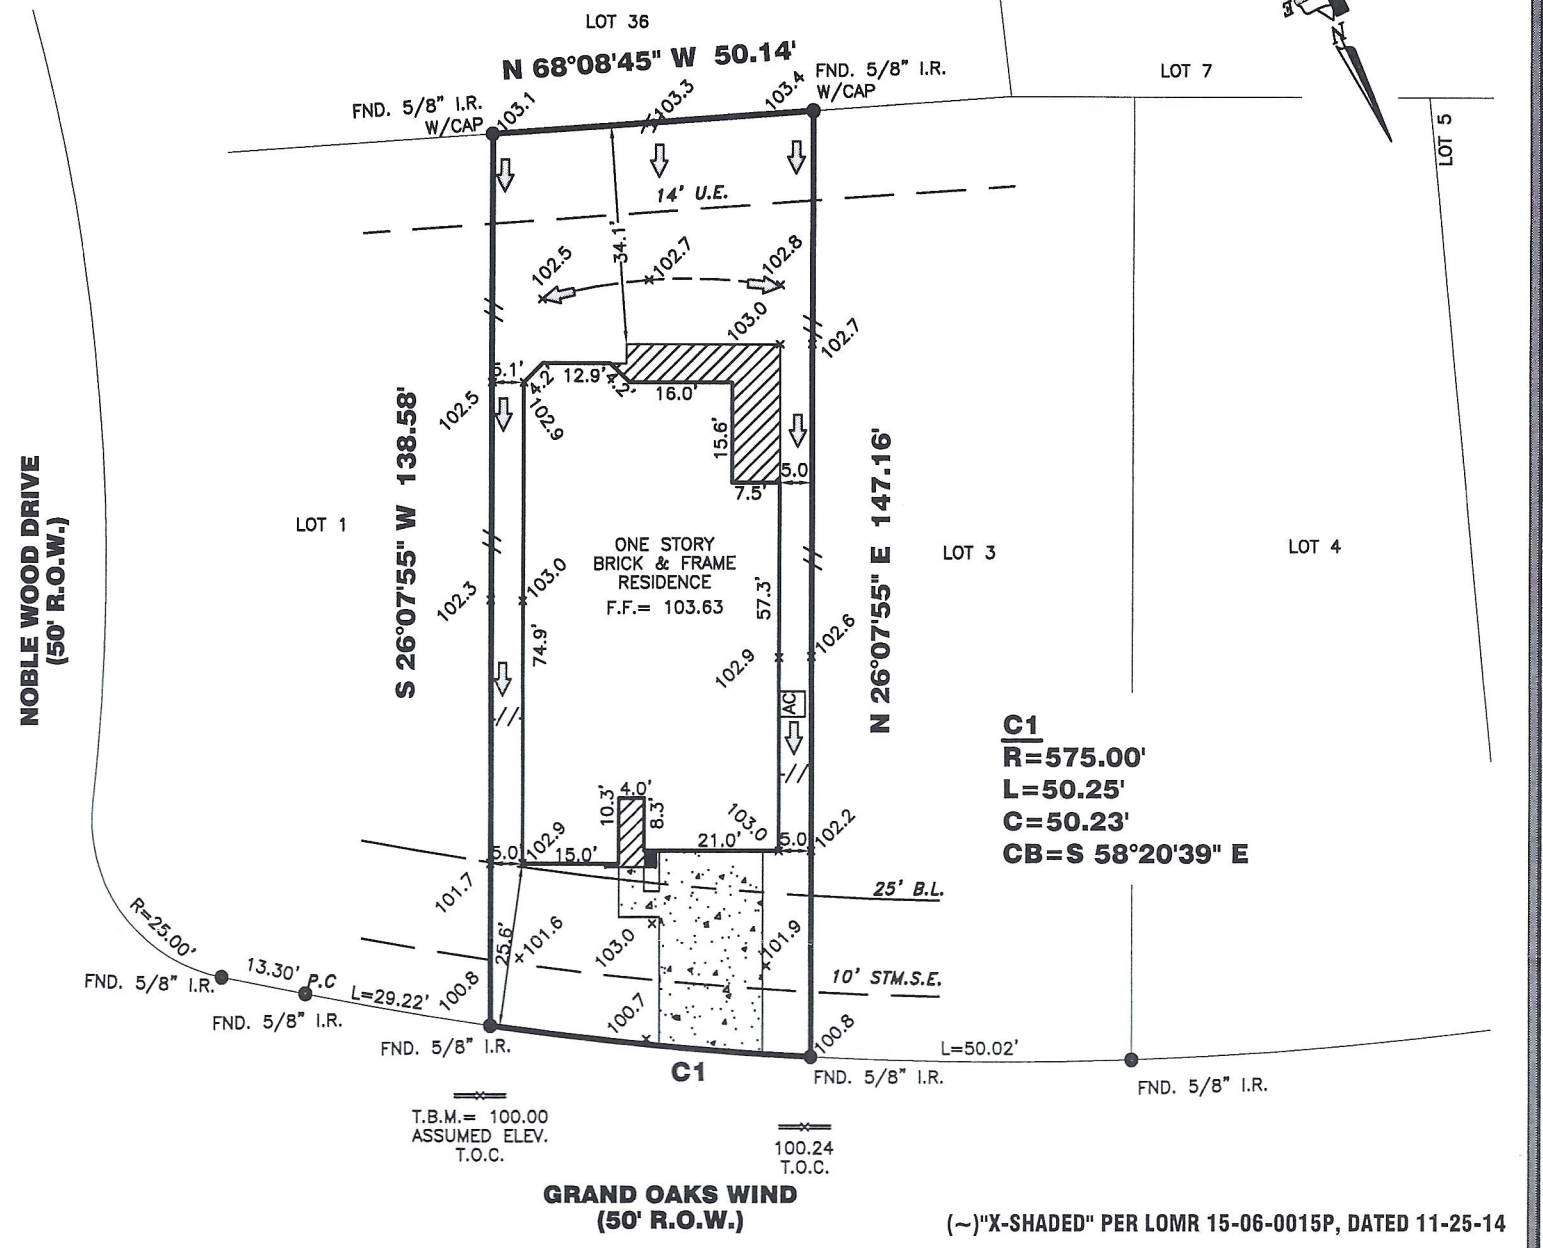 LOT 36
N 68°08'45" W 50.14'
FND. 5/8" I.R.
W/CAP
103.1
103.3
103.4
FND. 5/8" I.R.
W/CAP
E
N
LOT 7
LOT 5
14' U.E.
34.1'
102.5
102.7
102.8
103.0
102.7
5.1'
4.2'
12.9'
4.2'
16.0'
102.5
102.9
15.6'
5.0
7.5'
S 26°07'55" W 138.58'
N 26°07'55" E 147.16'
NOBLE WOOD DRIVE
(50' R.O.W.)
LOT 1
LOT 3
LOT 4
ONE STORY
BRICK & FRAME
RESIDENCE
F.F.= 103.63
102.3
103.0
74.9'
57.3'
102.9
102.6
AC
C1
R=575.00'
L=50.25'
C=50.23'
CB=S 58°20'39" E
4.0'
10.3'
8.3'
103.0
21.0'
5.0
102.2
5.0
102.9
15.0'
101.7
25' B.L.
25.6'
101.6
103.0
101.9
10' STM.S.E.
R=25.00'
13.30'
P.C
L=29.22'
100.8
100.7
100.8
FND. 5/8" I.R.
FND. 5/8" I.R.
FND. 5/8" I.R.
C1
L=50.02'
FND. 5/8" I.R.
FND. 5/8" I.R.
T.B.M.= 100.00
ASSUMED ELEV.
T.O.C.
100.24
T.O.C.
GRAND OAKS WIND
(50' R.O.W.)
(~)"X-SHADED" PER LOMR 15-06-0015P, DATED 11-25-14